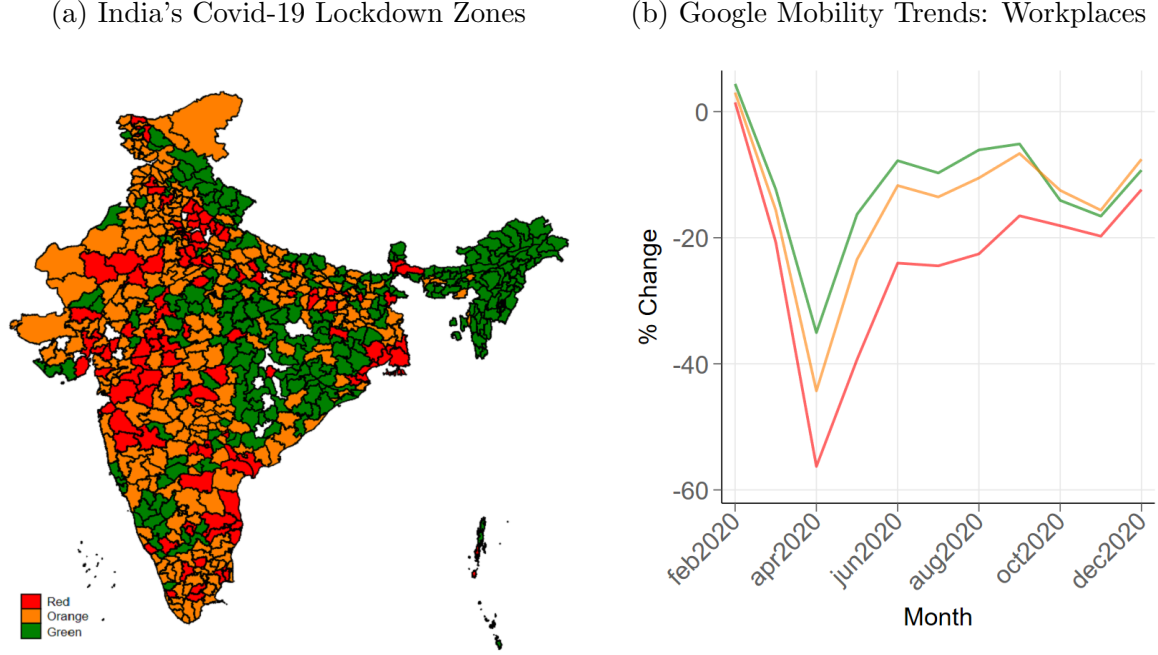 (a) India's Covid-19 Lockdown Zones
Red
Orange
Green
(b) Google Mobility Trends: Workplaces
% Change
0
-20
-40
-60
feb2020
apr2020
jun2020
aug2020
oct2020
dec2020
Month